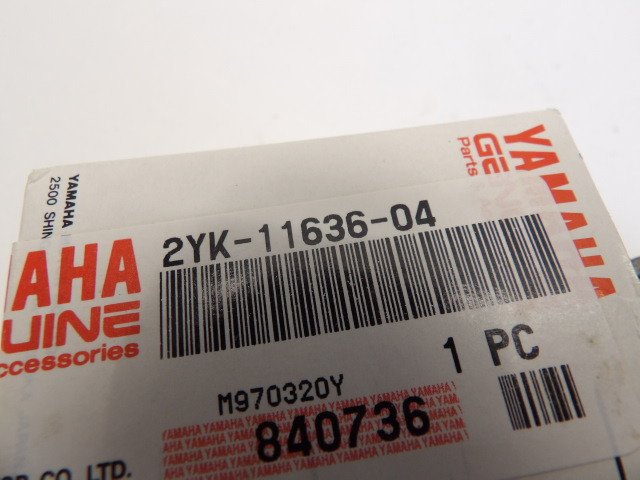 YAMAHA
2500 SHIN
YAMAHA
Parts
AHA
UINE
ccessories
2YK-11636-04
1 PC
M970320Y
YAMAHA YAMAHA YAMAHA YAMAHA YAMAHA YAMAHA
840736
CO., LTD.